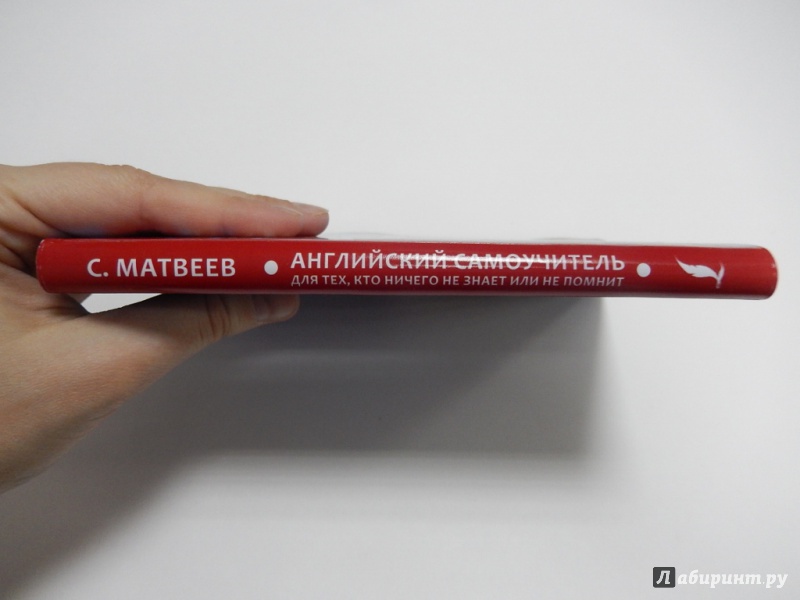 С. МАТВЕЕВ
АНГЛИЙСКИЙ САМОУЧИТЕЛЬ
ДЛЯ ТЕХ, КТО НИЧЕГО НЕ ЗНАЕТ ИЛИ НЕ ПОМНИТ
Лабиринт.ру